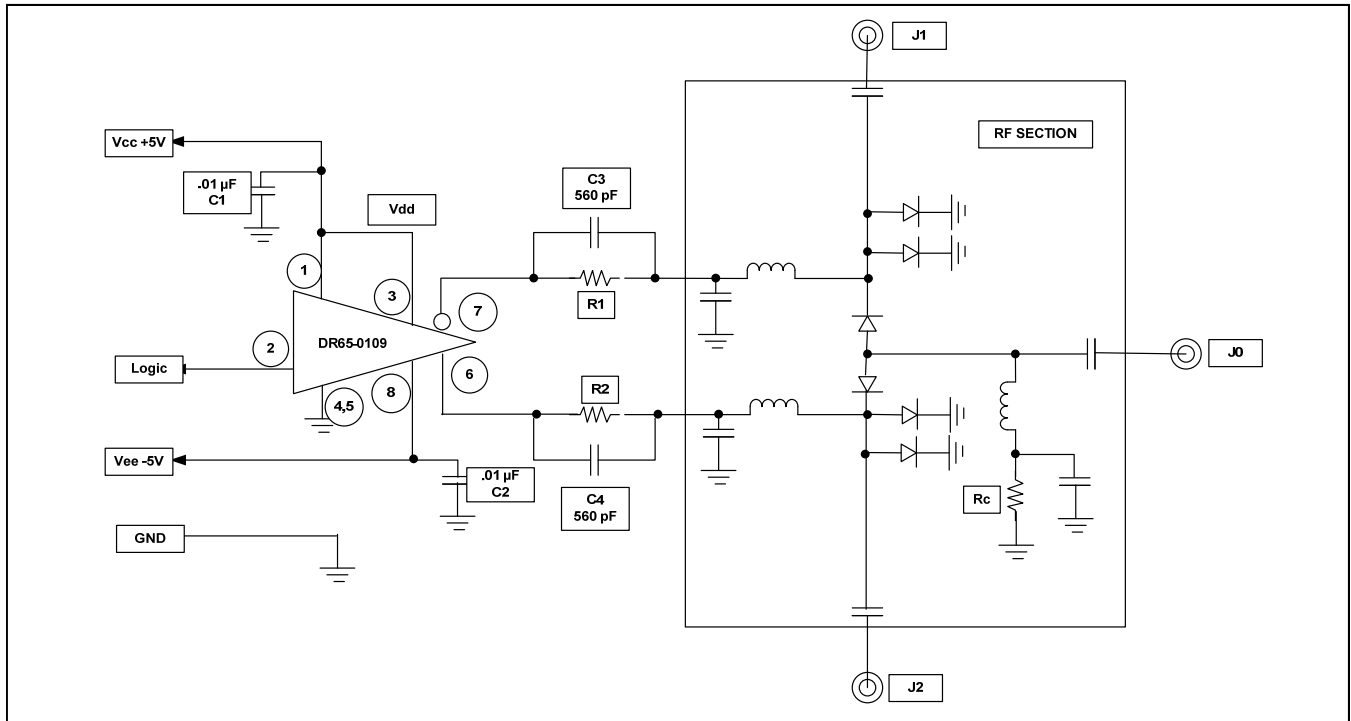 J1
RF SECTION
Vcc +5V
.01 µF
C1
Vdd
C3
560 pF
1
3
7
R1
DR65-0109
2
Logic
6
J0
4,5
8
R2
Vee -5V
.01 µF
C2
C4
560 pF
Rc
GND
J2